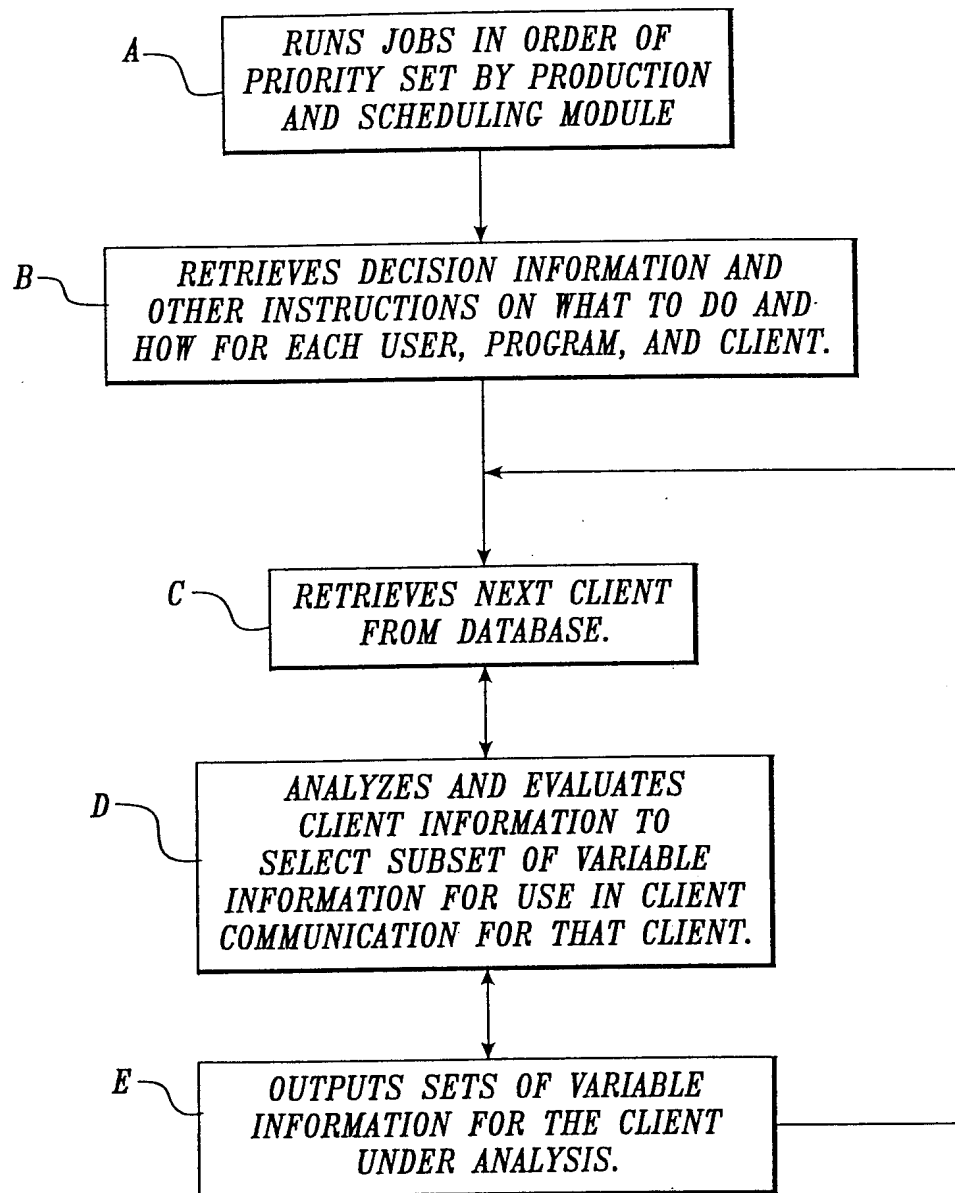 A
RUNS JOBS IN ORDER OF
PRIORITY SET BY PRODUCTION
AND SCHEDULING MODULE
B
RETRIEVES DECISION INFORMATION AND
OTHER INSTRUCTIONS ON WHAT TO DO AND
HOW FOR EACH USER, PROGRAM, AND CLIENT.
C
RETRIEVES NEXT CLIENT
FROM DATABASE.
D
ANALYZES AND EVALUATES
CLIENT INFORMATION TO
SELECT SUBSET OF VARIABLE
INFORMATION FOR USE IN CLIENT
COMMUNICATION FOR THAT CLIENT.
E
OUTPUTS SETS OF VARIABLE
INFORMATION FOR THE CLIENT
UNDER ANALYSIS.